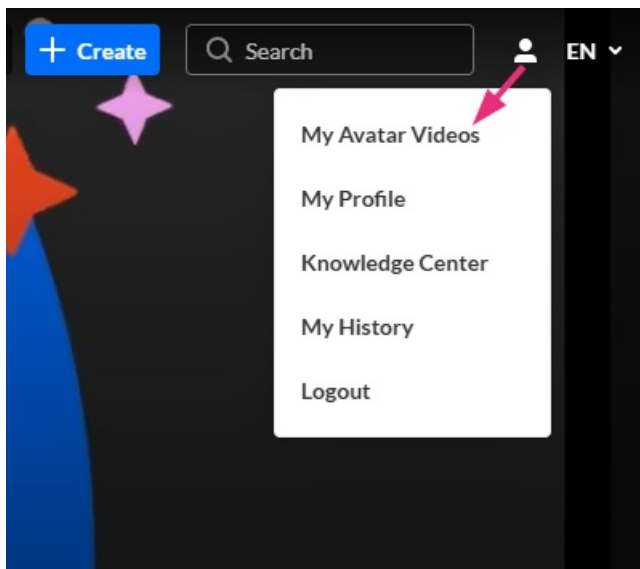 + Create
Search
EN
My Avatar Videos
My Profile
Knowledge Center
My History
Logout